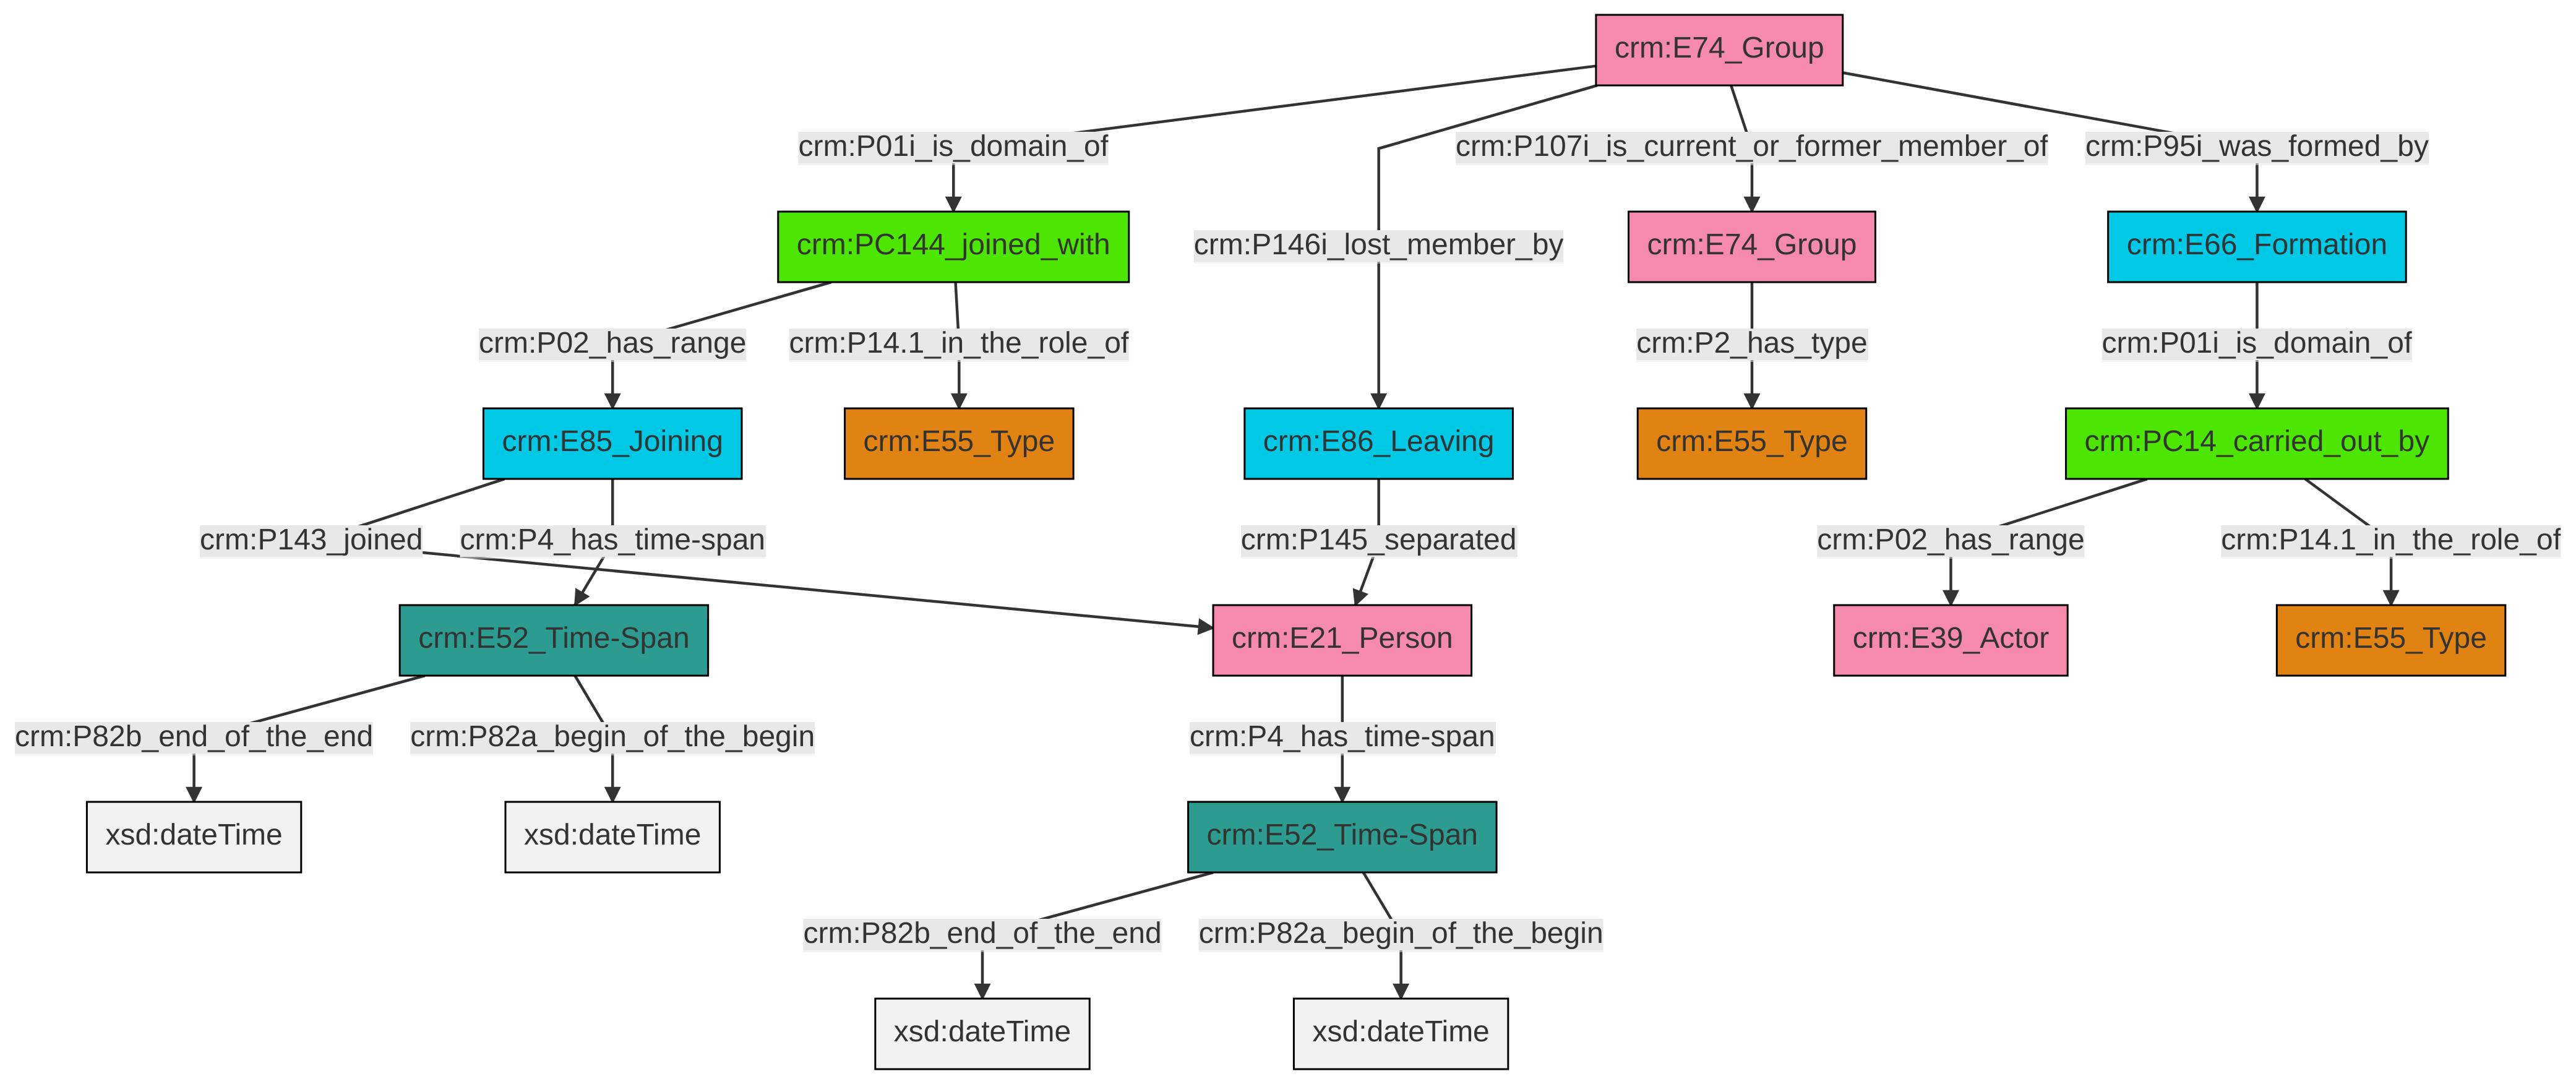 crm:E74_Group
crm:P01i_is_domain_of
crm:P107i_is_current_or_former_member_of
crm:P95i_was_formed_by
crm:PC144_joined_with
crm:P146i_lost_member_by
crm:E74_Group
crm:E66_Formation
crm:P02_has_range
crm:P14.1_in_the_role_of
crm:P2_has_type
crm:P01i_is_domain_of
crm:E85_Joining
crm:E55_Type
crm:E86_Leaving
crm:E55_Type
crm:PC14_carried_out_by
crm:P143_joined
crm:P4_has_time-span
crm:P145_separated
crm:P02_has_range
crm:P14.1_in_the_role_of
crm:E52_Time-Span
crm:E21_Person
crm:E39_Actor
crm:E55_Type
crm:P82b_end_of_the_end
crm:P82a_begin_of_the_begin
crm:P4_has_time-span
xsd:dateTime
xsd:dateTime
crm:E52_Time-Span
crm:P82b_end_of_the_end
crm:P82a_begin_of_the_begin
xsd:dateTime
xsd:dateTime